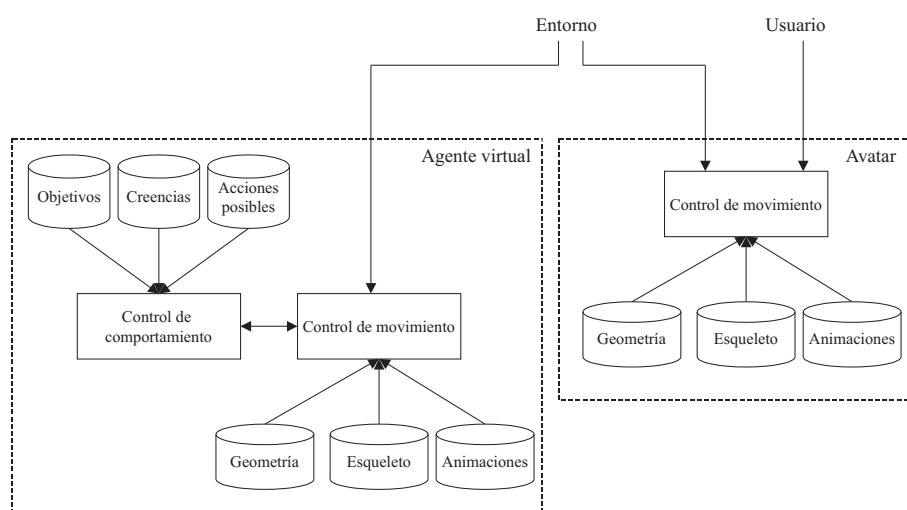 Entorno
Usuario
Agente virtual
Avatar
Objetivos
Creencias
Acciones
posibles
Control de movimiento
Control de
comportamiento
Control de movimiento
Geometría
Esqueleto
Animaciones
Geometría
Esqueleto
Animaciones